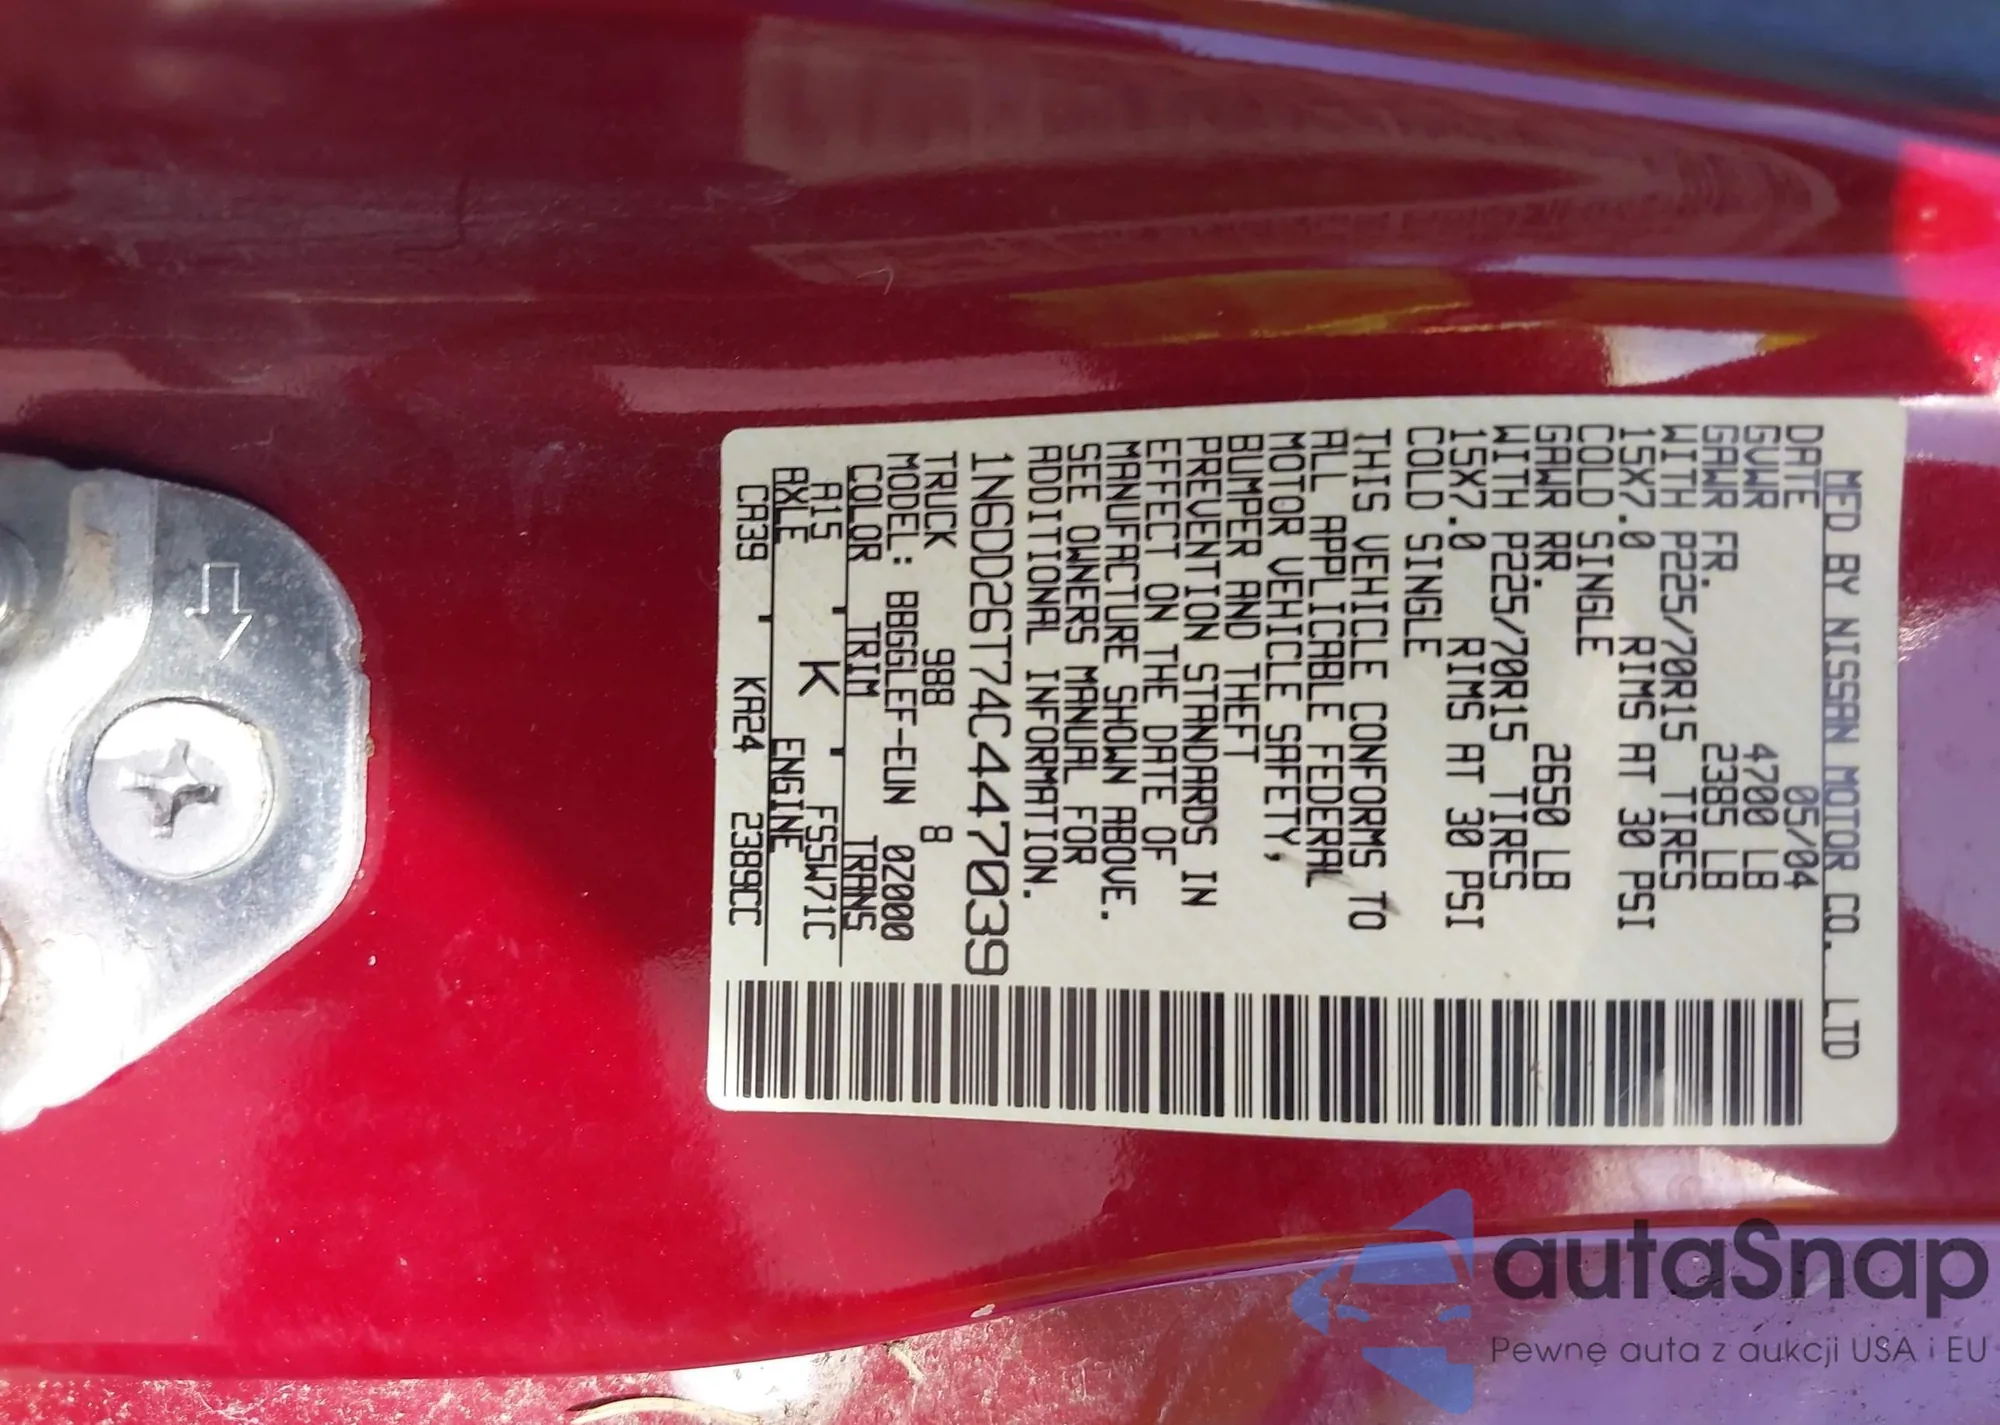 MFD BY NISSAN MOTOR CO. LTD
DATE 05/04
GVWR 4700 LB
GAWR FR. 2385 LB
WITH P225/70R15 TIRES
15X7.0 RIMS AT 30 PSI
COLD SINGLE
GAWR RR. 2650 LB
WITH P225/70R15 TIRES
15X7.0 RIMS AT 30 PSI
COLD SINGLE
THIS VEHICLE CONFORMS TO
ALL APPLICABLE FEDERAL
MOTOR VEHICLE SAFETY,
BUMPER AND THEFT
PREVENTION STANDARDS IN
EFFECT ON THE DATE OF
MANUFACTURE SHOWN ABOVE.
SEE OWNERS MANUAL FOR
ADDITIONAL INFORMATION.
1N6DD26T74C447039
TRUCK 988 8
MODEL: BBGGLEF-EUN 0Z000
COLOR TRIM TRANS
A15 K FS5W71C
AXLE ENGINE
CA39 KA24 2389CC
autaSnap
Pewne auta z aukcji USA i EU